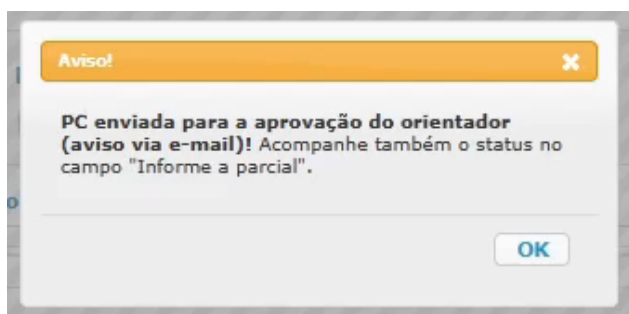 Aviso!
PC enviada para a aprovação do orientador
(aviso via e-mail)! Acompanhe também o status no
campo "Informe a parcial".
OK